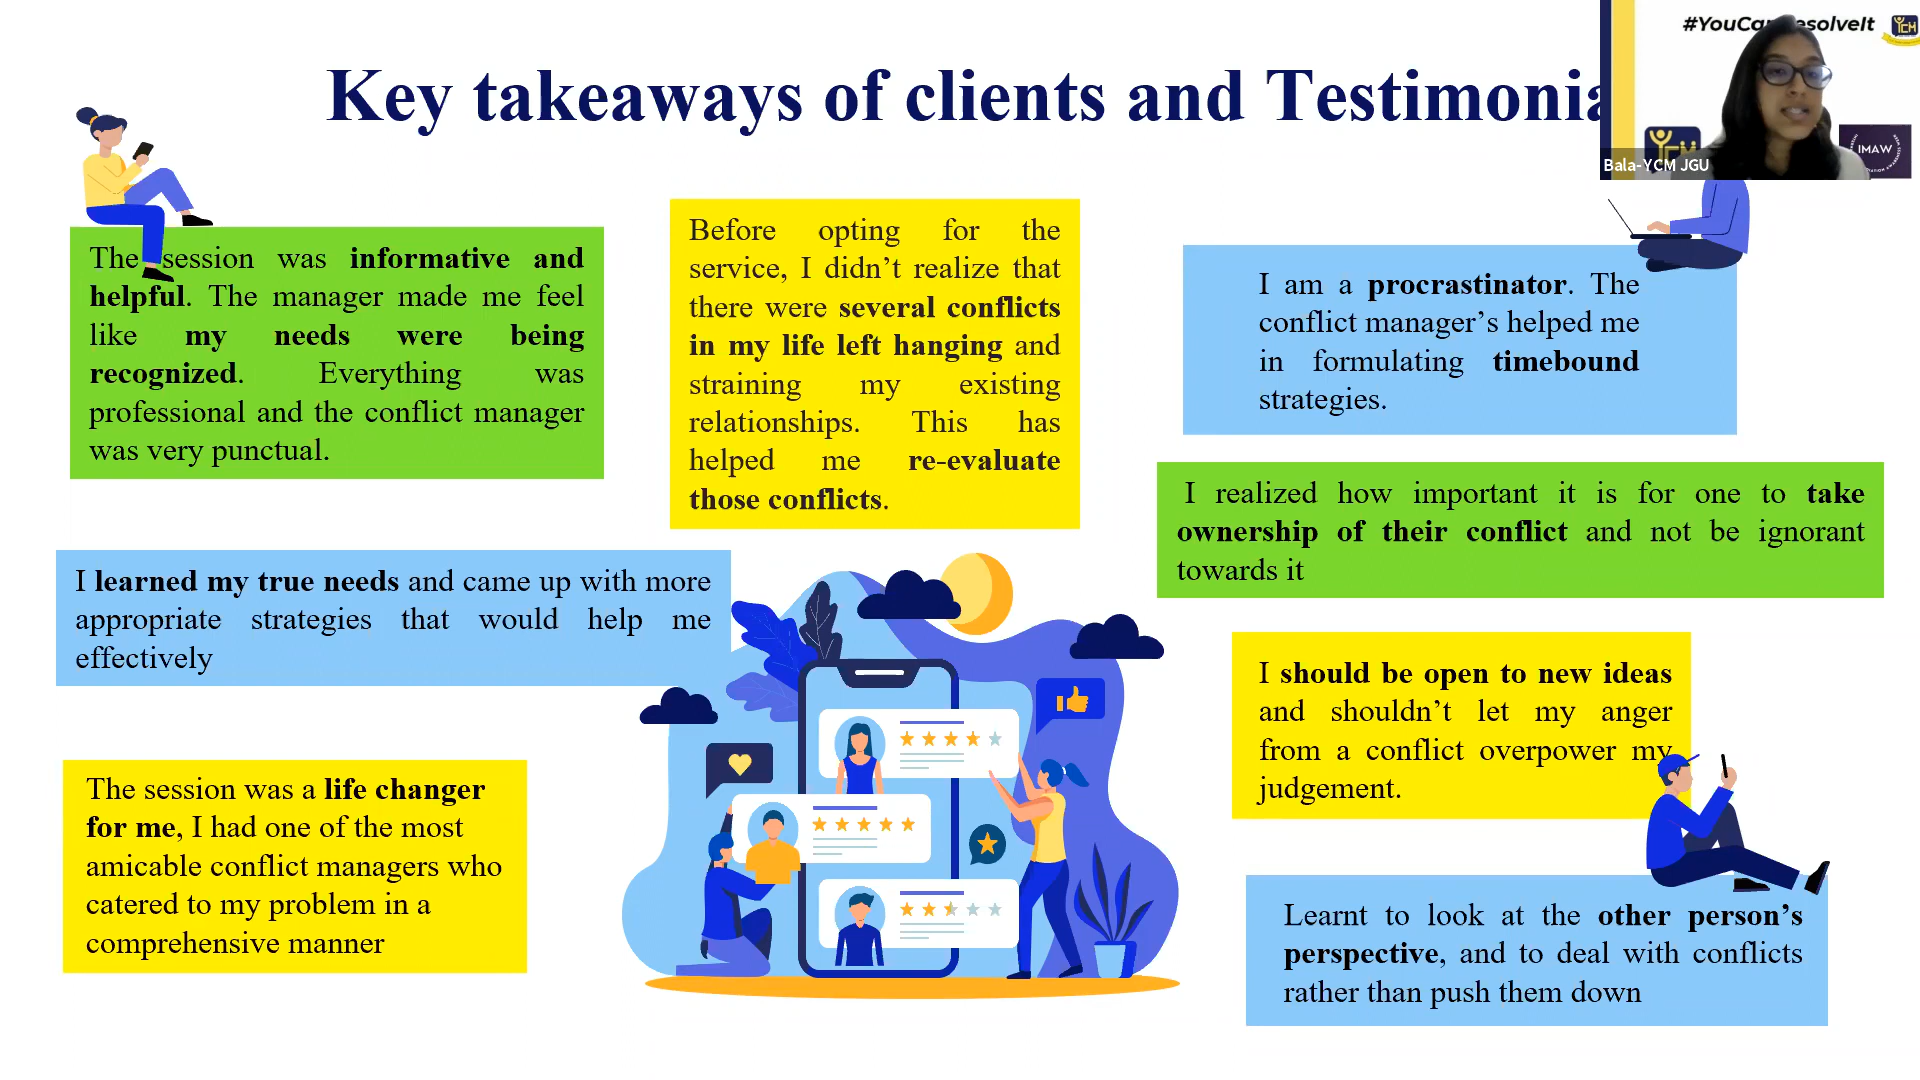 #YouCa esolveIt
YCM
Key takeaways of clients and Testimonia
YCM
IMAW
Bala-YCM JGU
The session was informative and
helpful. The manager made me feel
like my needs were being
recognized. Everything was
professional and the conflict manager
was very punctual.
Before opting for the
service, I didn’t realize that
there were several conflicts
in my life left hanging and
straining my existing
relationships. This has
helped me re-evaluate
those conflicts.
I am a procrastinator. The
conflict manager’s helped me
in formulating timebound
strategies.
I realized how important it is for one to take
ownership of their conflict and not be ignorant
towards it
I learned my true needs and came up with more
appropriate strategies that would help me
effectively
I should be open to new ideas
and shouldn’t let my anger
from a conflict overpower my
judgement.
The session was a life changer
for me, I had one of the most
amicable conflict managers who
catered to my problem in a
comprehensive manner
Learnt to look at the other person’s
perspective, and to deal with conflicts
rather than push them down